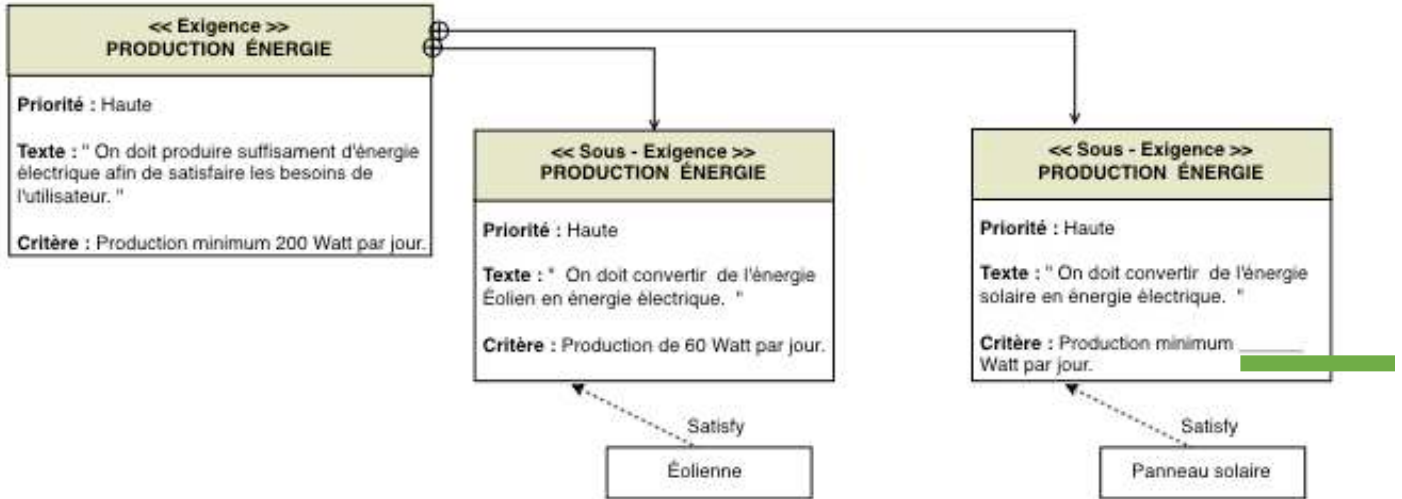 << Exigence >>
PRODUCTION ÉNERGIE
Priorité : Haute
Texte : " On doit produire suffisament d'énergie
électrique afin de satisfaire les besoins de
l'utilisateur. "
Critère : Production minimum 200 Watt par jour.
<< Sous - Exigence >>
PRODUCTION ÉNERGIE
Priorité : Haute
Texte : " On doit convertir de l'énergie
Éolien en énergie électrique. "
Critère : Production de 60 Watt par jour.
Satisfy
Éolienne
<< Sous - Exigence >>
PRODUCTION ÉNERGIE
Priorité : Haute
Texte : " On doit convertir de l'énergie
solaire en énergie électrique. "
Critère : Production minimum _______
Watt par jour.
Satisfy
Panneau solaire